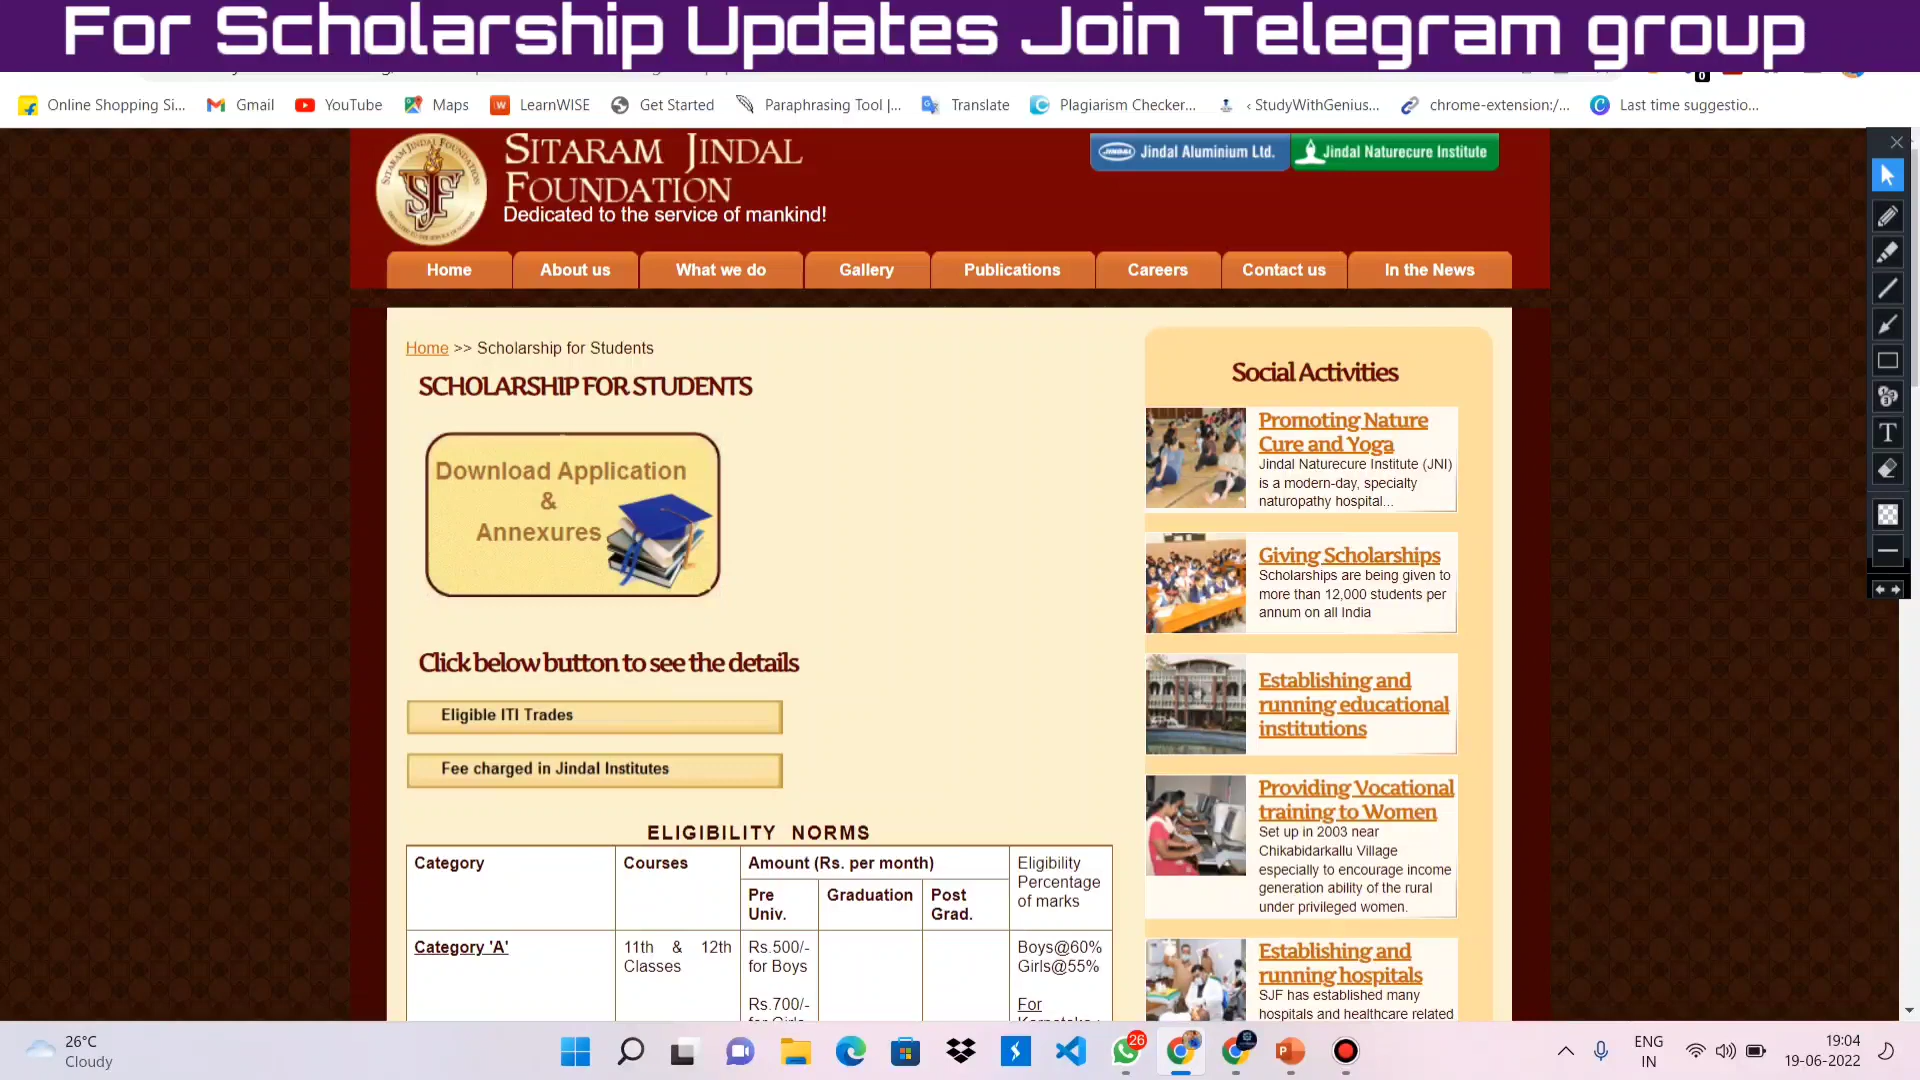 For Scholarship Updates Join Telegram group
Online Shopping Si...
Gmail
YouTube
Maps
LearnWISE
Get Started
Paraphrasing Tool |...
Translate
Plagiarism Checker...
‹ StudyWithGenius...
chrome-extension:/...
Last time suggestio...
SITARAM JINDAL
FOUNDATION
Dedicated to the service of mankind!
Jindal Aluminium Ltd.
Jindal Naturecure Institute
Home
About us
What we do
Gallery
Publications
Careers
Contact us
In the News
Home >> Scholarship for Students
SCHOLARSHIP FOR STUDENTS
Download Application
&
Annexures
Click below button to see the details
Eligible ITI Trades
Fee charged in Jindal Institutes
ELIGIBILITY NORMS
Category
Courses
Amount (Rs. per month)
Eligibility
Percentage
of marks
Pre
Univ.
Graduation
Post
Grad.
Category 'A'
11th & 12th
Classes
Rs.500/-
for Boys
Rs.700/-
Boys@60%
Girls@55%
For
Social Activities
Promoting Nature
Cure and Yoga
Jindal Naturecure Institute (JNI)
is a modern-day, specialty
naturopathy hospital...
Giving Scholarships
Scholarships are being given to
more than 12,000 students per
annum on all India
Establishing and
running educational
institutions
Providing Vocational
training to Women
Set up in 2003 near
Chikabidarkallu Village
especially to encourage income
generation ability of the rural
under privileged women.
Establishing and
running hospitals
SJF has established many
hospitals and healthcare related
26°C
Cloudy
26
ENG
IN
19:04
19-06-2022